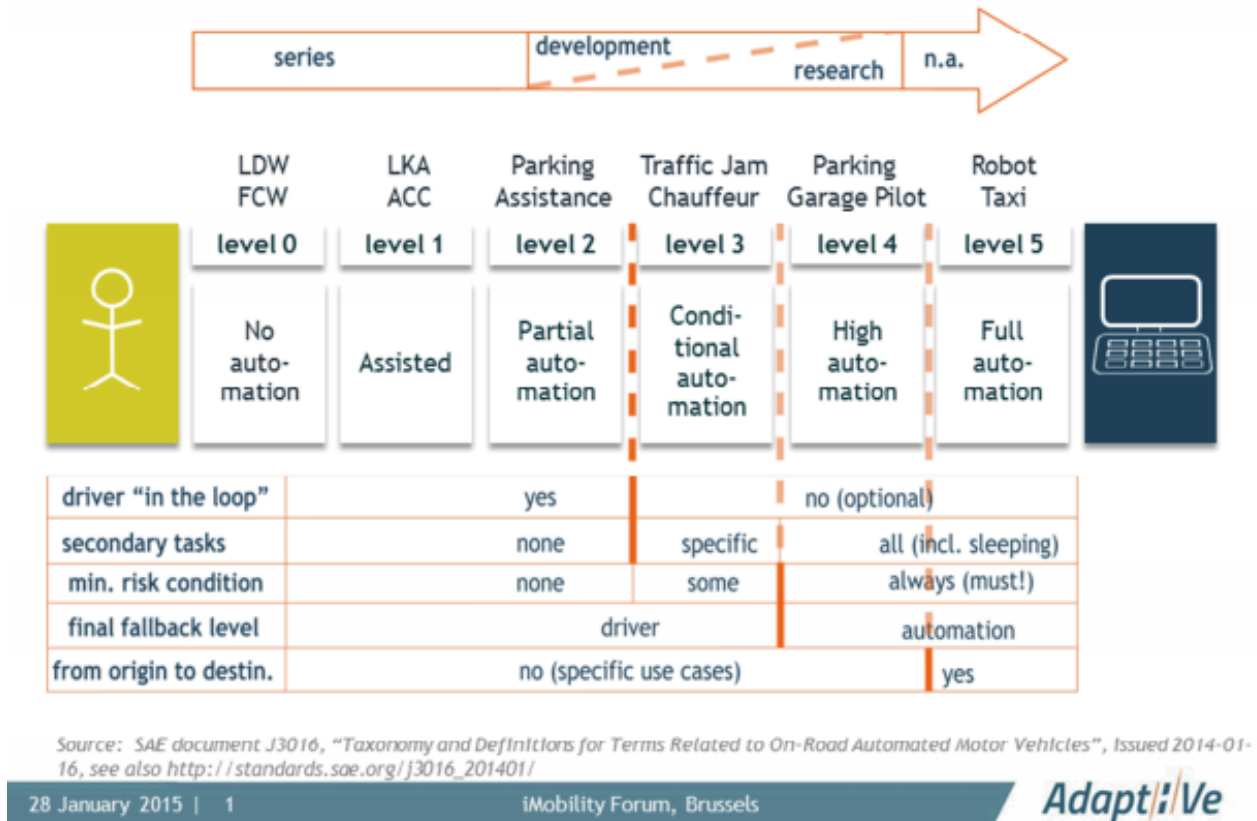 series
development
research
n.a.
LDW
FCW
LKA
ACC
Parking
Assistance
Traffic Jam
Chauffeur
Parking
Garage Pilot
Robot
Taxi
level 0
level 1
level 2
level 3
level 4
level 5
No
auto-
mation
Assisted
Partial
auto-
mation
Condi-
tional
auto-
mation
High
auto-
mation
Full
auto-
mation
driver “in the loop” yes no (optional)
secondary tasks none specific all (incl. sleeping)
min. risk condition none some always (must!)
final fallback level driver automation
from origin to destin. no (specific use cases) yes
Source: SAE document J3016, “Taxonomy and Definitions for Terms Related to On-Road Automated Motor Vehicles”, issued 2014-01-
16, see also http://standards.sae.org/j3016_201401/
28 January 2015 | 1 iMobility Forum, Brussels
AdaptIVe